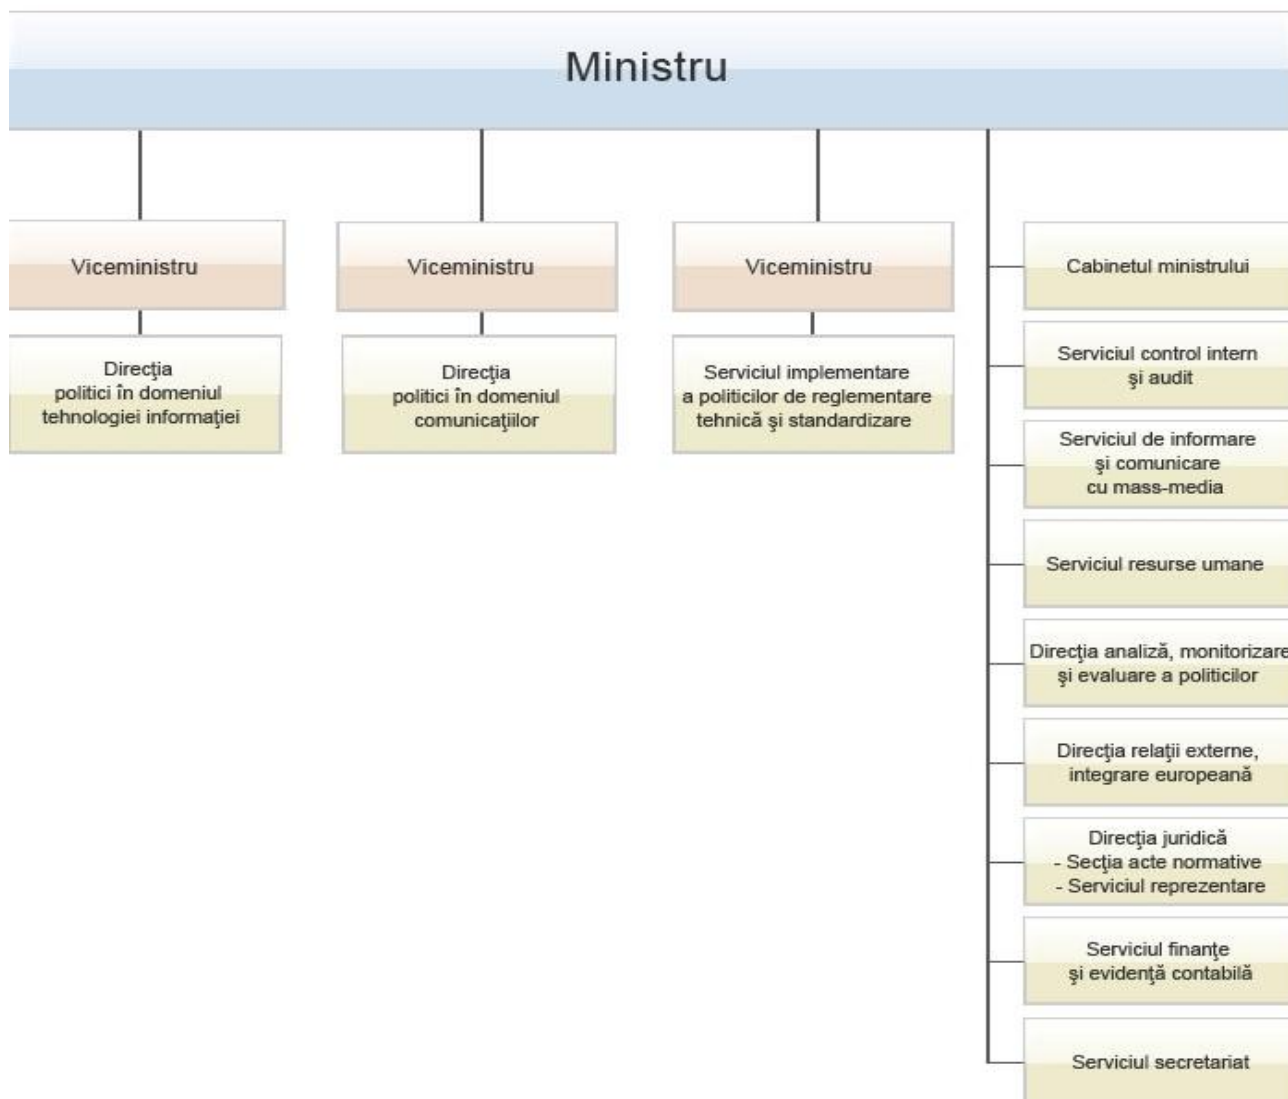 Ministru
Viceministru
Viceministru
Viceministru
Direcţia
politici în domeniul
tehnologiei informaţiei
Direcţia
politici în domeniul
comunicaţiilor
Serviciul implementare
a politicilor de reglementare
tehnică şi standardizare
Cabinetul ministrului
Serviciul control intern
şi audit
Serviciul de informare
şi comunicare
cu mass-media
Serviciul resurse umane
Direcţia analiză, monitorizare
şi evaluare a politicilor
Direcţia relaţii externe,
integrare europeană
Direcţia juridică
- Secţia acte normative
- Serviciul reprezentare
Serviciul finanţe
şi evidenţă contabilă
Serviciul secretariat